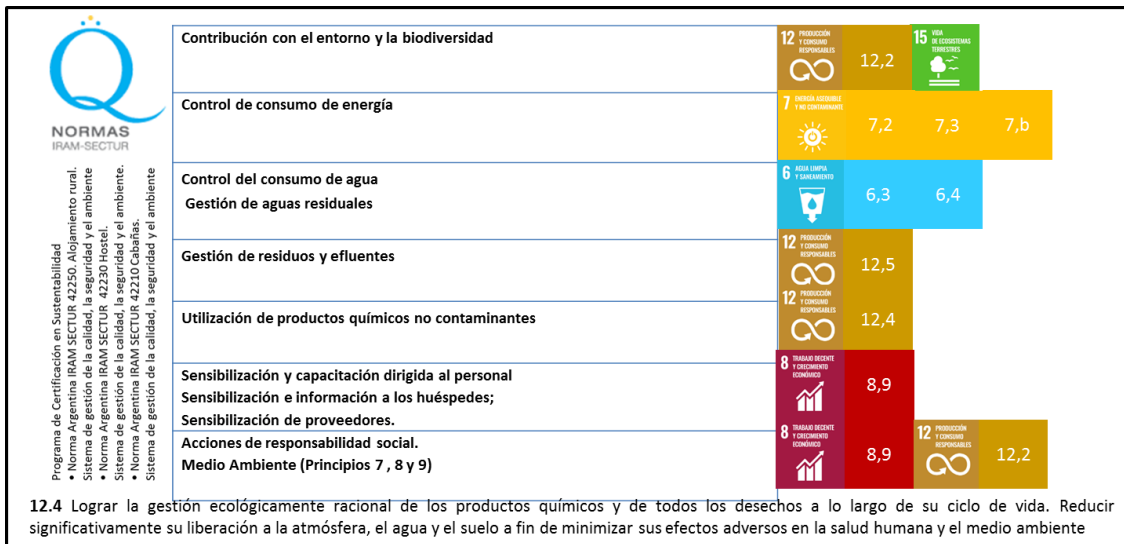 NORMAS
IRAM-SECTUR
Programa de Certificación en Sustentabilidad
• Norma Argentina IRAM SECTUR 42250. Alojamiento rural.
Sistema de gestión de la calidad, la seguridad y el ambiente
• Norma Argentina IRAM SECTUR 42230 Hostel.
Sistema de gestión de la calidad, la seguridad y el ambiente.
• Norma Argentina IRAM SECTUR 42210 Cabañas.
Sistema de gestión de la calidad, la seguridad y el ambiente
Contribución con el entorno y la biodiversidad
12 PRODUCCIÓN
Y CONSUMO
RESPONSABLES
12,2
15 VIDA
DE ECOSISTEMAS
TERRESTRES
Control de consumo de energía
7 ENERGÍA ASEQUIBLE
Y NO CONTAMINANTE
7,2
7,3
7,b
Control del consumo de agua
Gestión de aguas residuales
6 AGUA LIMPIA
Y SANEAMIENTO
6,3
6,4
Gestión de residuos y efluentes
12 PRODUCCIÓN
Y CONSUMO
RESPONSABLES
12,5
Utilización de productos químicos no contaminantes
12 PRODUCCIÓN
Y CONSUMO
RESPONSABLES
12,4
Sensibilización y capacitación dirigida al personal
Sensibilización e información a los huéspedes;
Sensibilización de proveedores.
8 TRABAJO DECENTE
Y CRECIMIENTO
ECONÓMICO
8,9
Acciones de responsabilidad social.
Medio Ambiente (Principios 7 , 8 y 9)
8 TRABAJO DECENTE
Y CRECIMIENTO
ECONÓMICO
8,9
12 PRODUCCIÓN
Y CONSUMO
RESPONSABLES
12,2
12.4 Lograr la gestión ecológicamente racional de los productos químicos y de todos los desechos a lo largo de su ciclo de vida. Reducir
significativamente su liberación a la atmósfera, el agua y el suelo a fin de minimizar sus efectos adversos en la salud humana y el medio ambiente